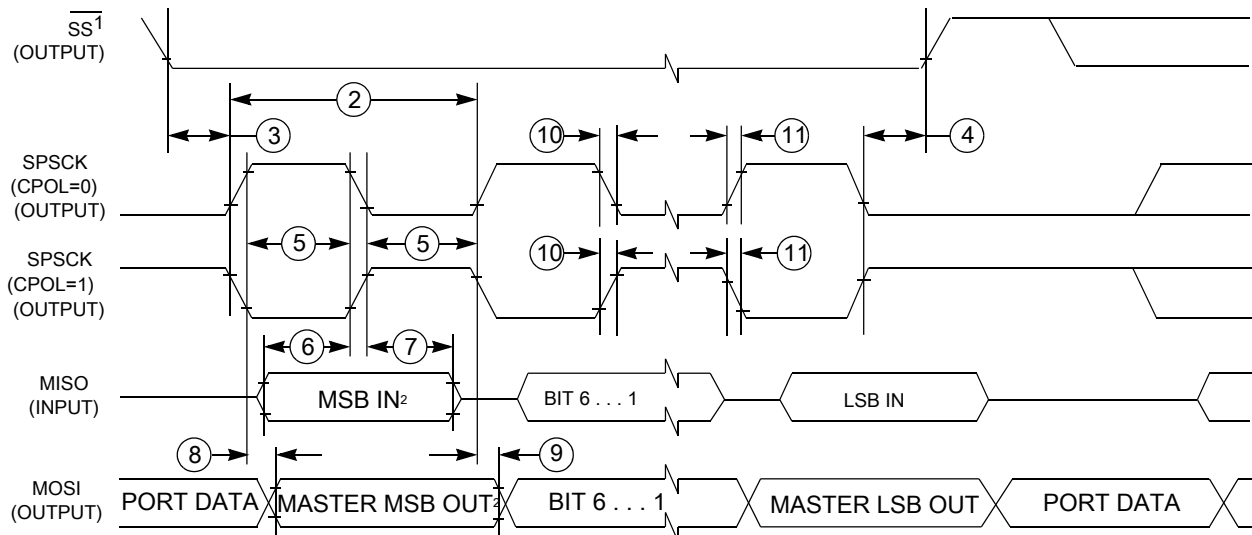 SS1
(OUTPUT)
2
3
10
11
4
SPSCK
(CPOL=0)
(OUTPUT)
5
5
SPSCK
(CPOL=1)
(OUTPUT)
10
11
6
7
MISO
(INPUT)
MSB IN2
BIT 6 . . . 1
LSB IN
8
9
MOSI
(OUTPUT)
PORT DATA
MASTER MSB OUT2
BIT 6 . . . 1
MASTER LSB OUT
PORT DATA